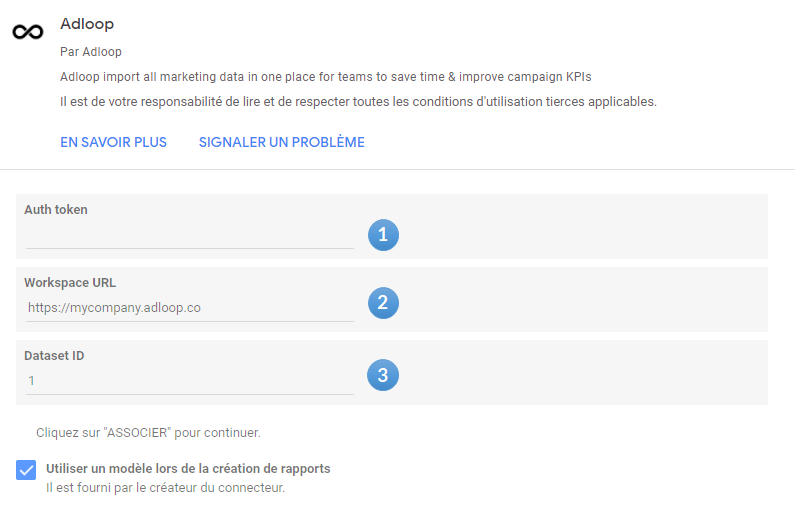 Adloop
Par Adloop
Adloop import all marketing data in one place for teams to save time & improve campaign KPIs
Il est de votre responsabilité de lire et de respecter toutes les conditions d'utilisation tierces applicables.
EN SAVOIR PLUS SIGNALER UN PROBLÈME
Auth token
1
Workspace URL
https://mycompany.adloop.co
2
Dataset ID
1
3
Cliquez sur "ASSOCIER" pour continuer.
Utiliser un modèle lors de la création de rapports
Il est fourni par le créateur du connecteur.